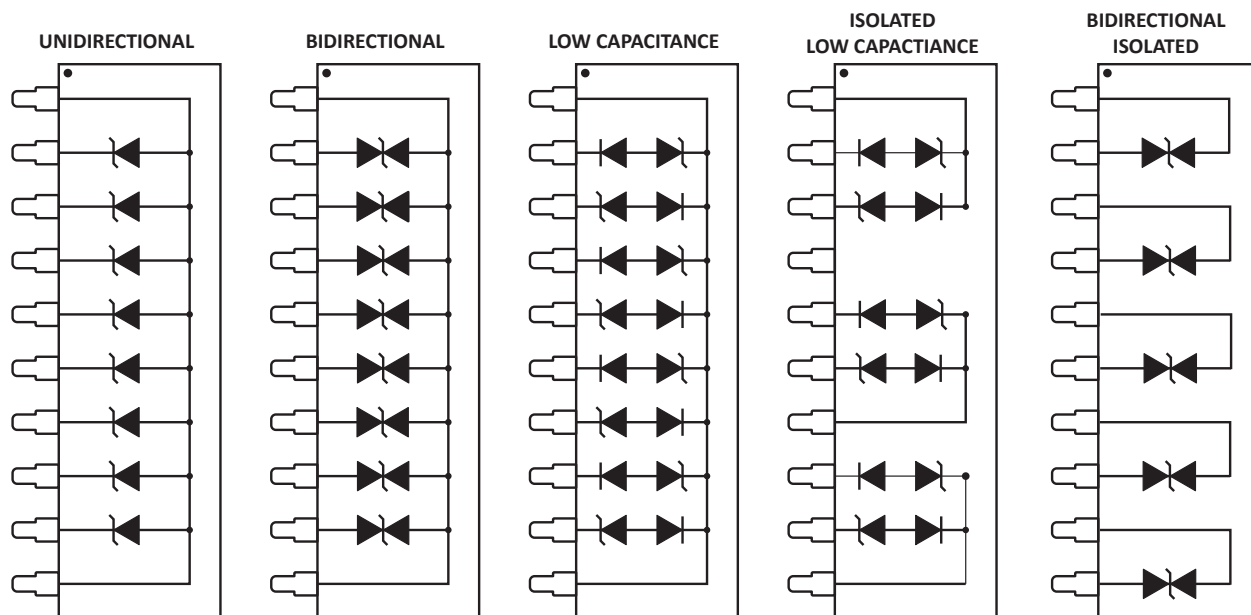 UNIDIRECTIONAL
BIDIRECTIONAL
LOW CAPACITANCE
ISOLATED
LOW CAPACTIANCE
BIDIRECTIONAL
ISOLATED